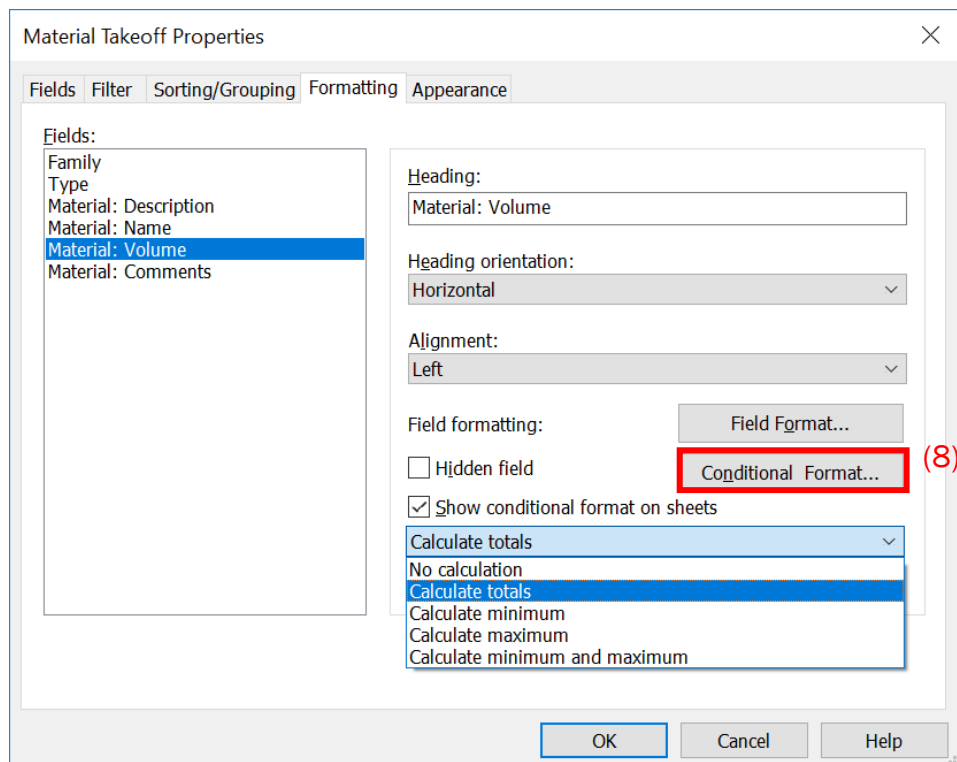 Material Takeoff Properties
Fields Filter Sorting/Grouping Formatting Appearance
Fields:
Family
Type
Material: Description
Material: Name
Material: Volume
Material: Comments
Heading:
Material: Volume
Heading orientation:
Horizontal
Alignment:
Left
Field formatting:
Field Format...
Hidden field
Conditional Format...
(8)
Show conditional format on sheets
Calculate totals
No calculation
Calculate totals
Calculate minimum
Calculate maximum
Calculate minimum and maximum
OK Cancel Help